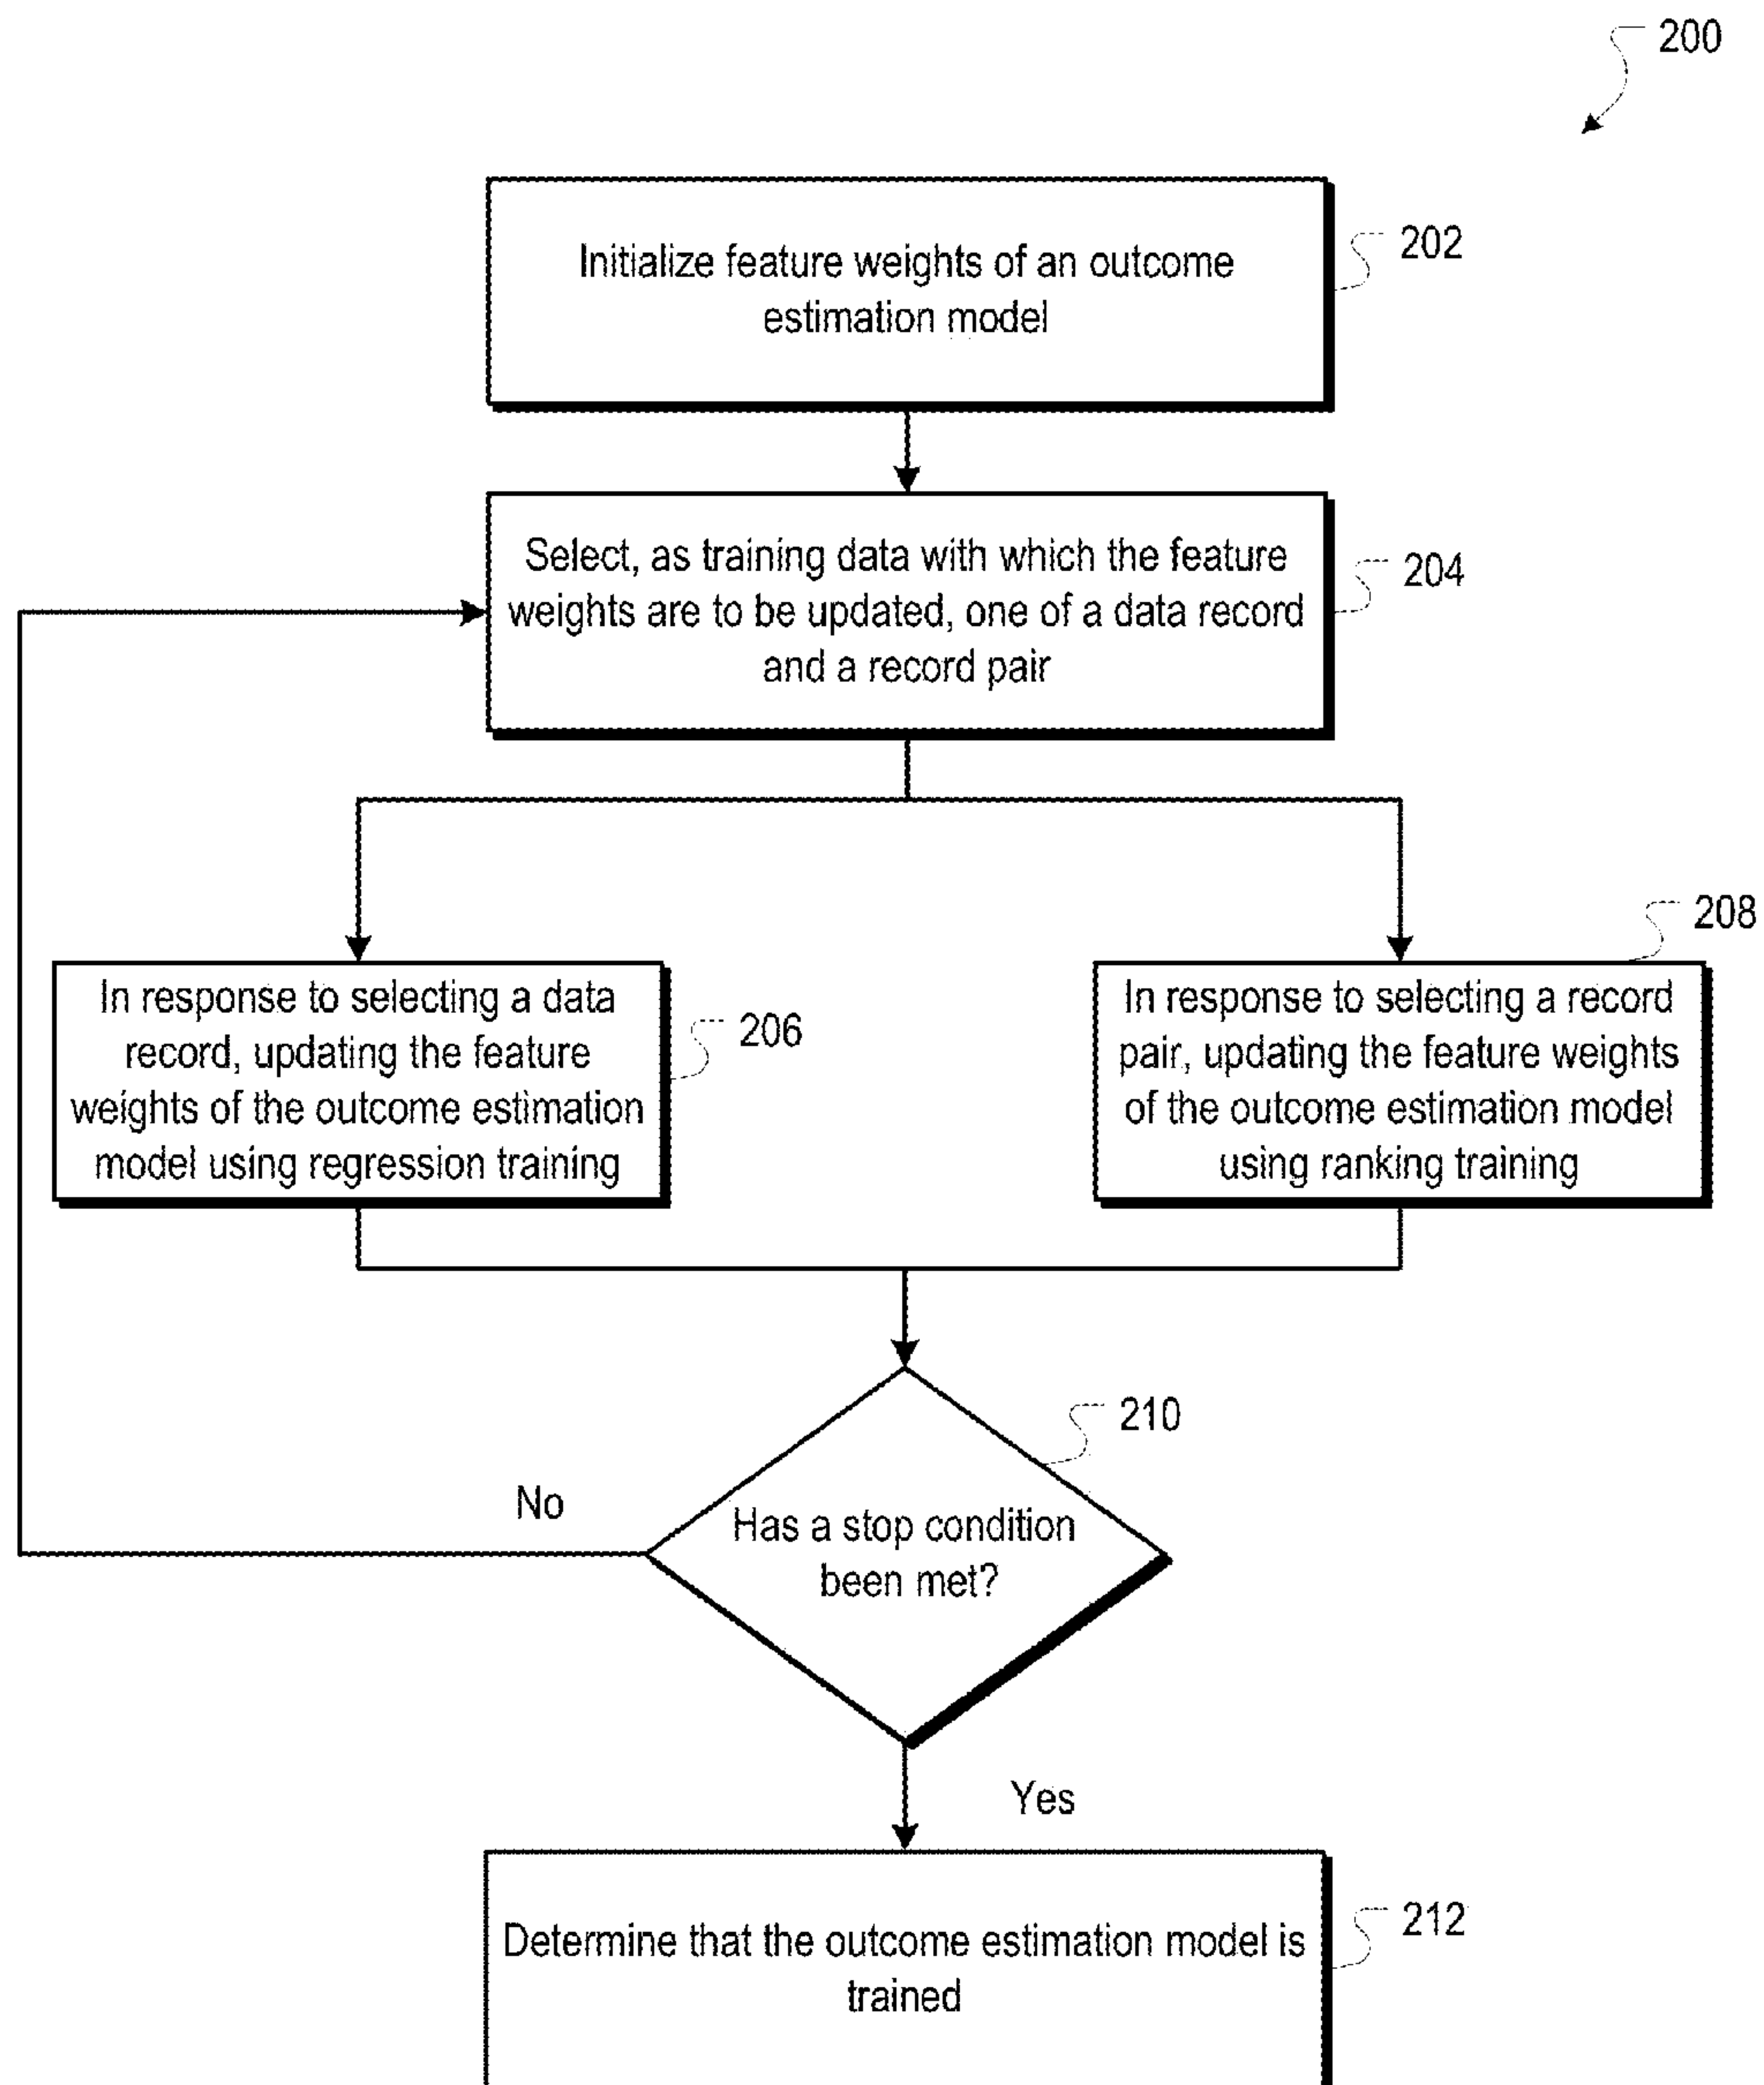 200
Initialize feature weights of an outcome
estimation model
202
Select, as training data with which the feature
weights are to be updated, one of a data record
and a record pair
204
In response to selecting a data
record, updating the feature
weights of the outcome estimation
model using regression training
206
In response to selecting a record
pair, updating the feature weights
of the outcome estimation model
using ranking training
208
Has a stop condition
been met?
210
No
Yes
Determine that the outcome estimation model is
trained
212